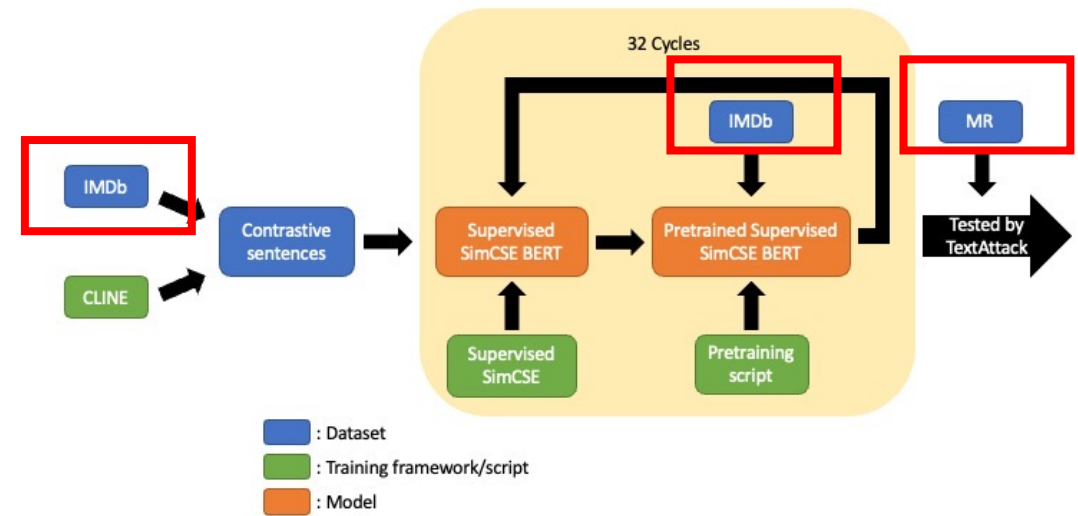 32 Cycles
IMDb
MR
IMDb
Contrastive
sentences
Supervised
SimCSE BERT
Pretrained Supervised
SimCSE BERT
Tested by
TextAttack
CLINE
Supervised
SimCSE
Pretraining
script
: Dataset
: Training framework/script
: Model